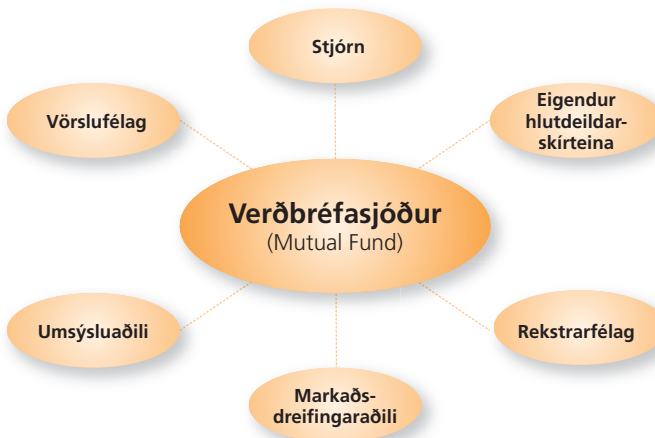 Stjórn
Vörslufélag
Eigendur
hlutdeildar-
skírteina
Verðbréfasjóður
(Mutual Fund)
Umsýsluaðili
Rekstrarfélag
Markaðs-
dreifingaraðili